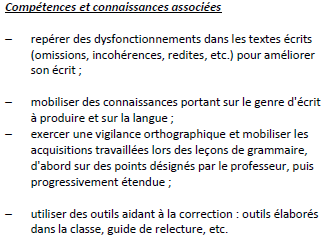 Compétences et connaissances associées
– repérer des dysfonctionnements dans les textes écrits
(omissions, incohérences, redites, etc.) pour améliorer
son écrit ;
– mobiliser des connaissances portant sur le genre d'écrit
à produire et sur la langue ;
– exercer une vigilance orthographique et mobiliser les
acquisitions travaillées lors des leçons de grammaire,
d'abord sur des points désignés par le professeur, puis
progressivement étendue ;
– utiliser des outils aidant à la correction : outils élaborés
dans la classe, guide de relecture, etc.